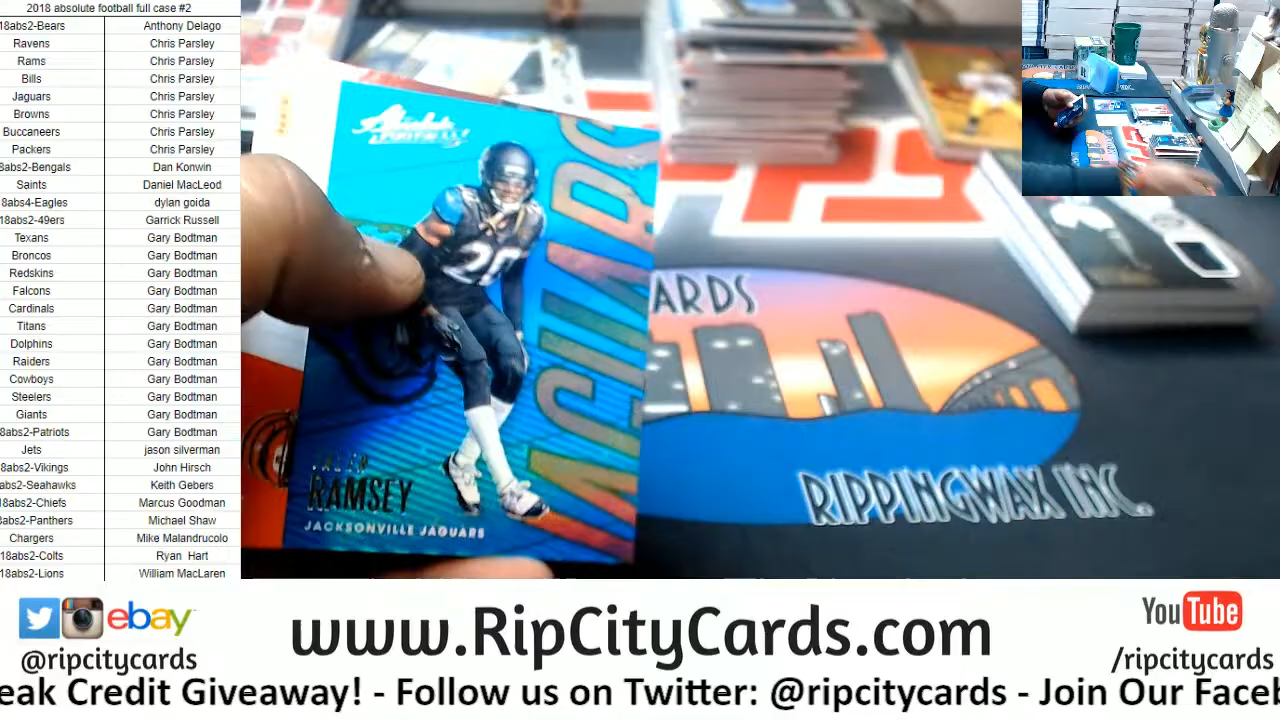 2018 absolute football full case #2
18abs2-Bears Anthony Delago
Ravens Chris Parsley
Rams Chris Parsley
Bills Chris Parsley
Jaguars Chris Parsley
Browns Chris Parsley
Buccaneers Chris Parsley
Packers Chris Parsley
8abs2-Bengals Dan Konwin
Saints Daniel MacLeod
8abs4-Eagles dylan goida
18abs2-49ers Garrick Russell
Texans Gary Bodtman
Broncos Gary Bodtman
Redskins Gary Bodtman
Falcons Gary Bodtman
Cardinals Gary Bodtman
Titans Gary Bodtman
Dolphins Gary Bodtman
Raiders Gary Bodtman
Cowboys Gary Bodtman
Steelers Gary Bodtman
Giants Gary Bodtman
8abs2-Patriots Gary Bodtman
Jets jason silverman
8abs2-Vikings John Hirsch
abs2-Seahawks Keith Gebers
8abs2-Chiefs Marcus Goodman
abs2-Panthers Michael Shaw
Chargers Mike Malandrucolo
18abs2-Colts Ryan Hart
18abs2-Lions William MacLaren
Absolute
JAGUARS
20
JALEN
RAMSEY
JACKSONVILLE JAGUARS
ARDS
RIPPINGWAX INC.
ebay
@ripcitycards
www.RipCityCards.com
YouTube
/ripcitycards
eak Credit Giveaway! - Follow us on Twitter: @ripcitycards - Join Our Faceb